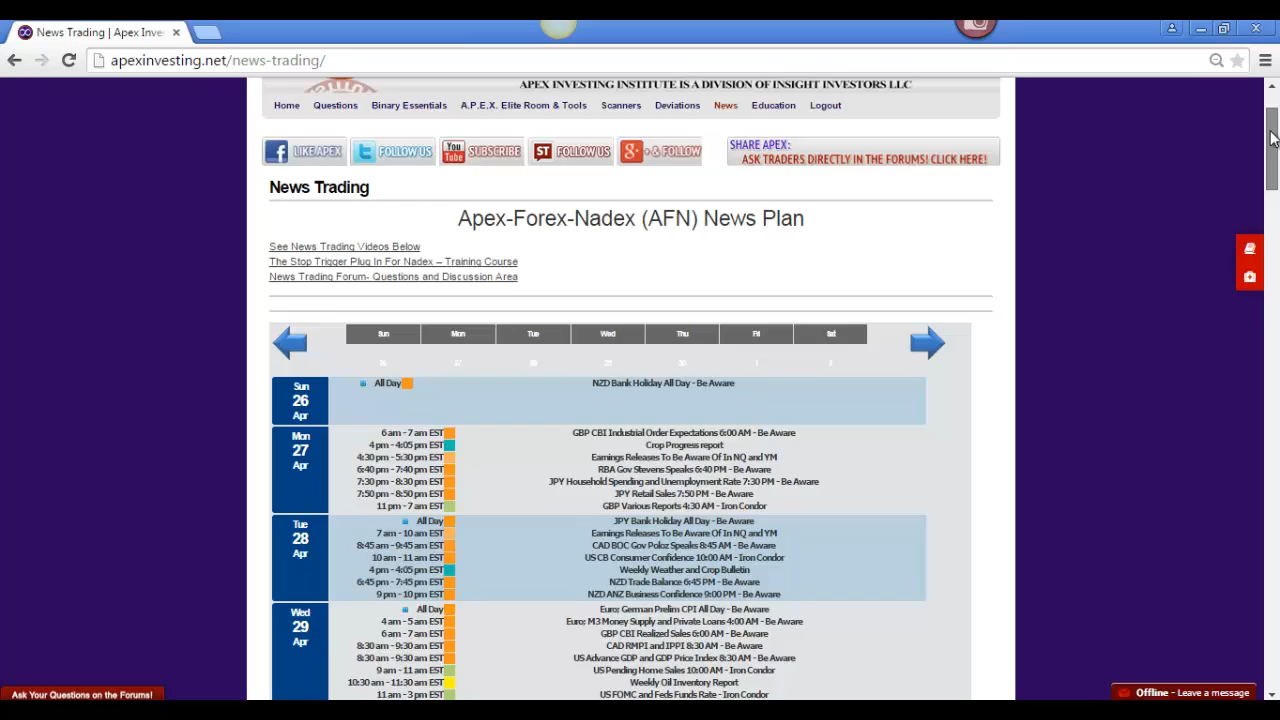 News Trading | Apex Inve
apexinvesting.net/news-trading/
APEX INVESTING INSTITUTE IS A DIVISION OF INSIGHT INVESTORS LLC
Home Questions Binary Essentials A.P.E.X. Elite Room & Tools Scanners Deviations News Education Logout
f LIKE APEX FOLLOW US You Tube SUBSCRIBE ST FOLLOW US g+ +& FOLLOW
SHARE APEX:
ASK TRADERS DIRECTLY IN THE FORUMS! CLICK HERE!
News Trading
Apex-Forex-Nadex (AFN) News Plan
See News Trading Videos Below
The Stop Trigger Plug In For Nadex – Training Course
News Trading Forum- Questions and Discussion Area
Sun Mon Tue Wed Thu Fri Sat
26 27 28 29 30 1 2
Sun 26 Apr
All Day NZD Bank Holiday All Day - Be Aware
Mon 27 Apr
6 am - 7 am EST GBP CBI Industrial Order Expectations 6:00 AM - Be Aware
4 pm - 4:05 pm EST Crop Progress report
4:30 pm - 5:30 pm EST Earnings Releases To Be Aware Of In NQ and YM
6:40 pm - 7:40 pm EST RBA Gov Stevens Speaks 6:40 PM - Be Aware
7:30 pm - 8:30 pm EST JPY Household Spending and Unemployment Rate 7:30 PM - Be Aware
7:50 pm - 8:50 pm EST JPY Retail Sales 7:50 PM - Be Aware
11 pm - 7 am EST GBP Various Reports 4:30 AM - Iron Condor
Tue 28 Apr
All Day JPY Bank Holiday All Day - Be Aware
7 am - 10 am EST Earnings Releases To Be Aware Of In NQ and YM
8:45 am - 9:45 am EST CAD BOC Gov Poloz Speaks 8:45 AM - Be Aware
10 am - 11 am EST US CB Consumer Confidence 10:00 AM - Iron Condor
4 pm - 4:05 pm EST Weekly Weather and Crop Bulletin
6:45 pm - 7:45 pm EST NZD Trade Balance 6:45 PM - Be Aware
9 pm - 10 pm EST NZD ANZ Business Confidence 9:00 PM - Be Aware
Wed 29 Apr
All Day Euro: German Prelim CPI All Day - Be Aware
4 am - 5 am EST Euro: M3 Money Supply and Private Loans 4:00 AM - Be Aware
6 am - 7 am EST GBP CBI Realized Sales 6:00 AM - Be Aware
8:30 am - 9:30 am EST CAD RMPI and IPPI 8:30 AM - Be Aware
8:30 am - 9:30 am EST US Advance GDP and GDP Price Index 8:30 AM - Be Aware
9 am - 11 am EST US Pending Home Sales 10:00 AM - Iron Condor
10:30 am - 11:30 am EST Weekly Oil Inventory Report
11 am - 3 pm EST US FOMC and Feds Funds Rate - Iron Condor
Ask Your Questions on the Forums!
Offline - Leave a message